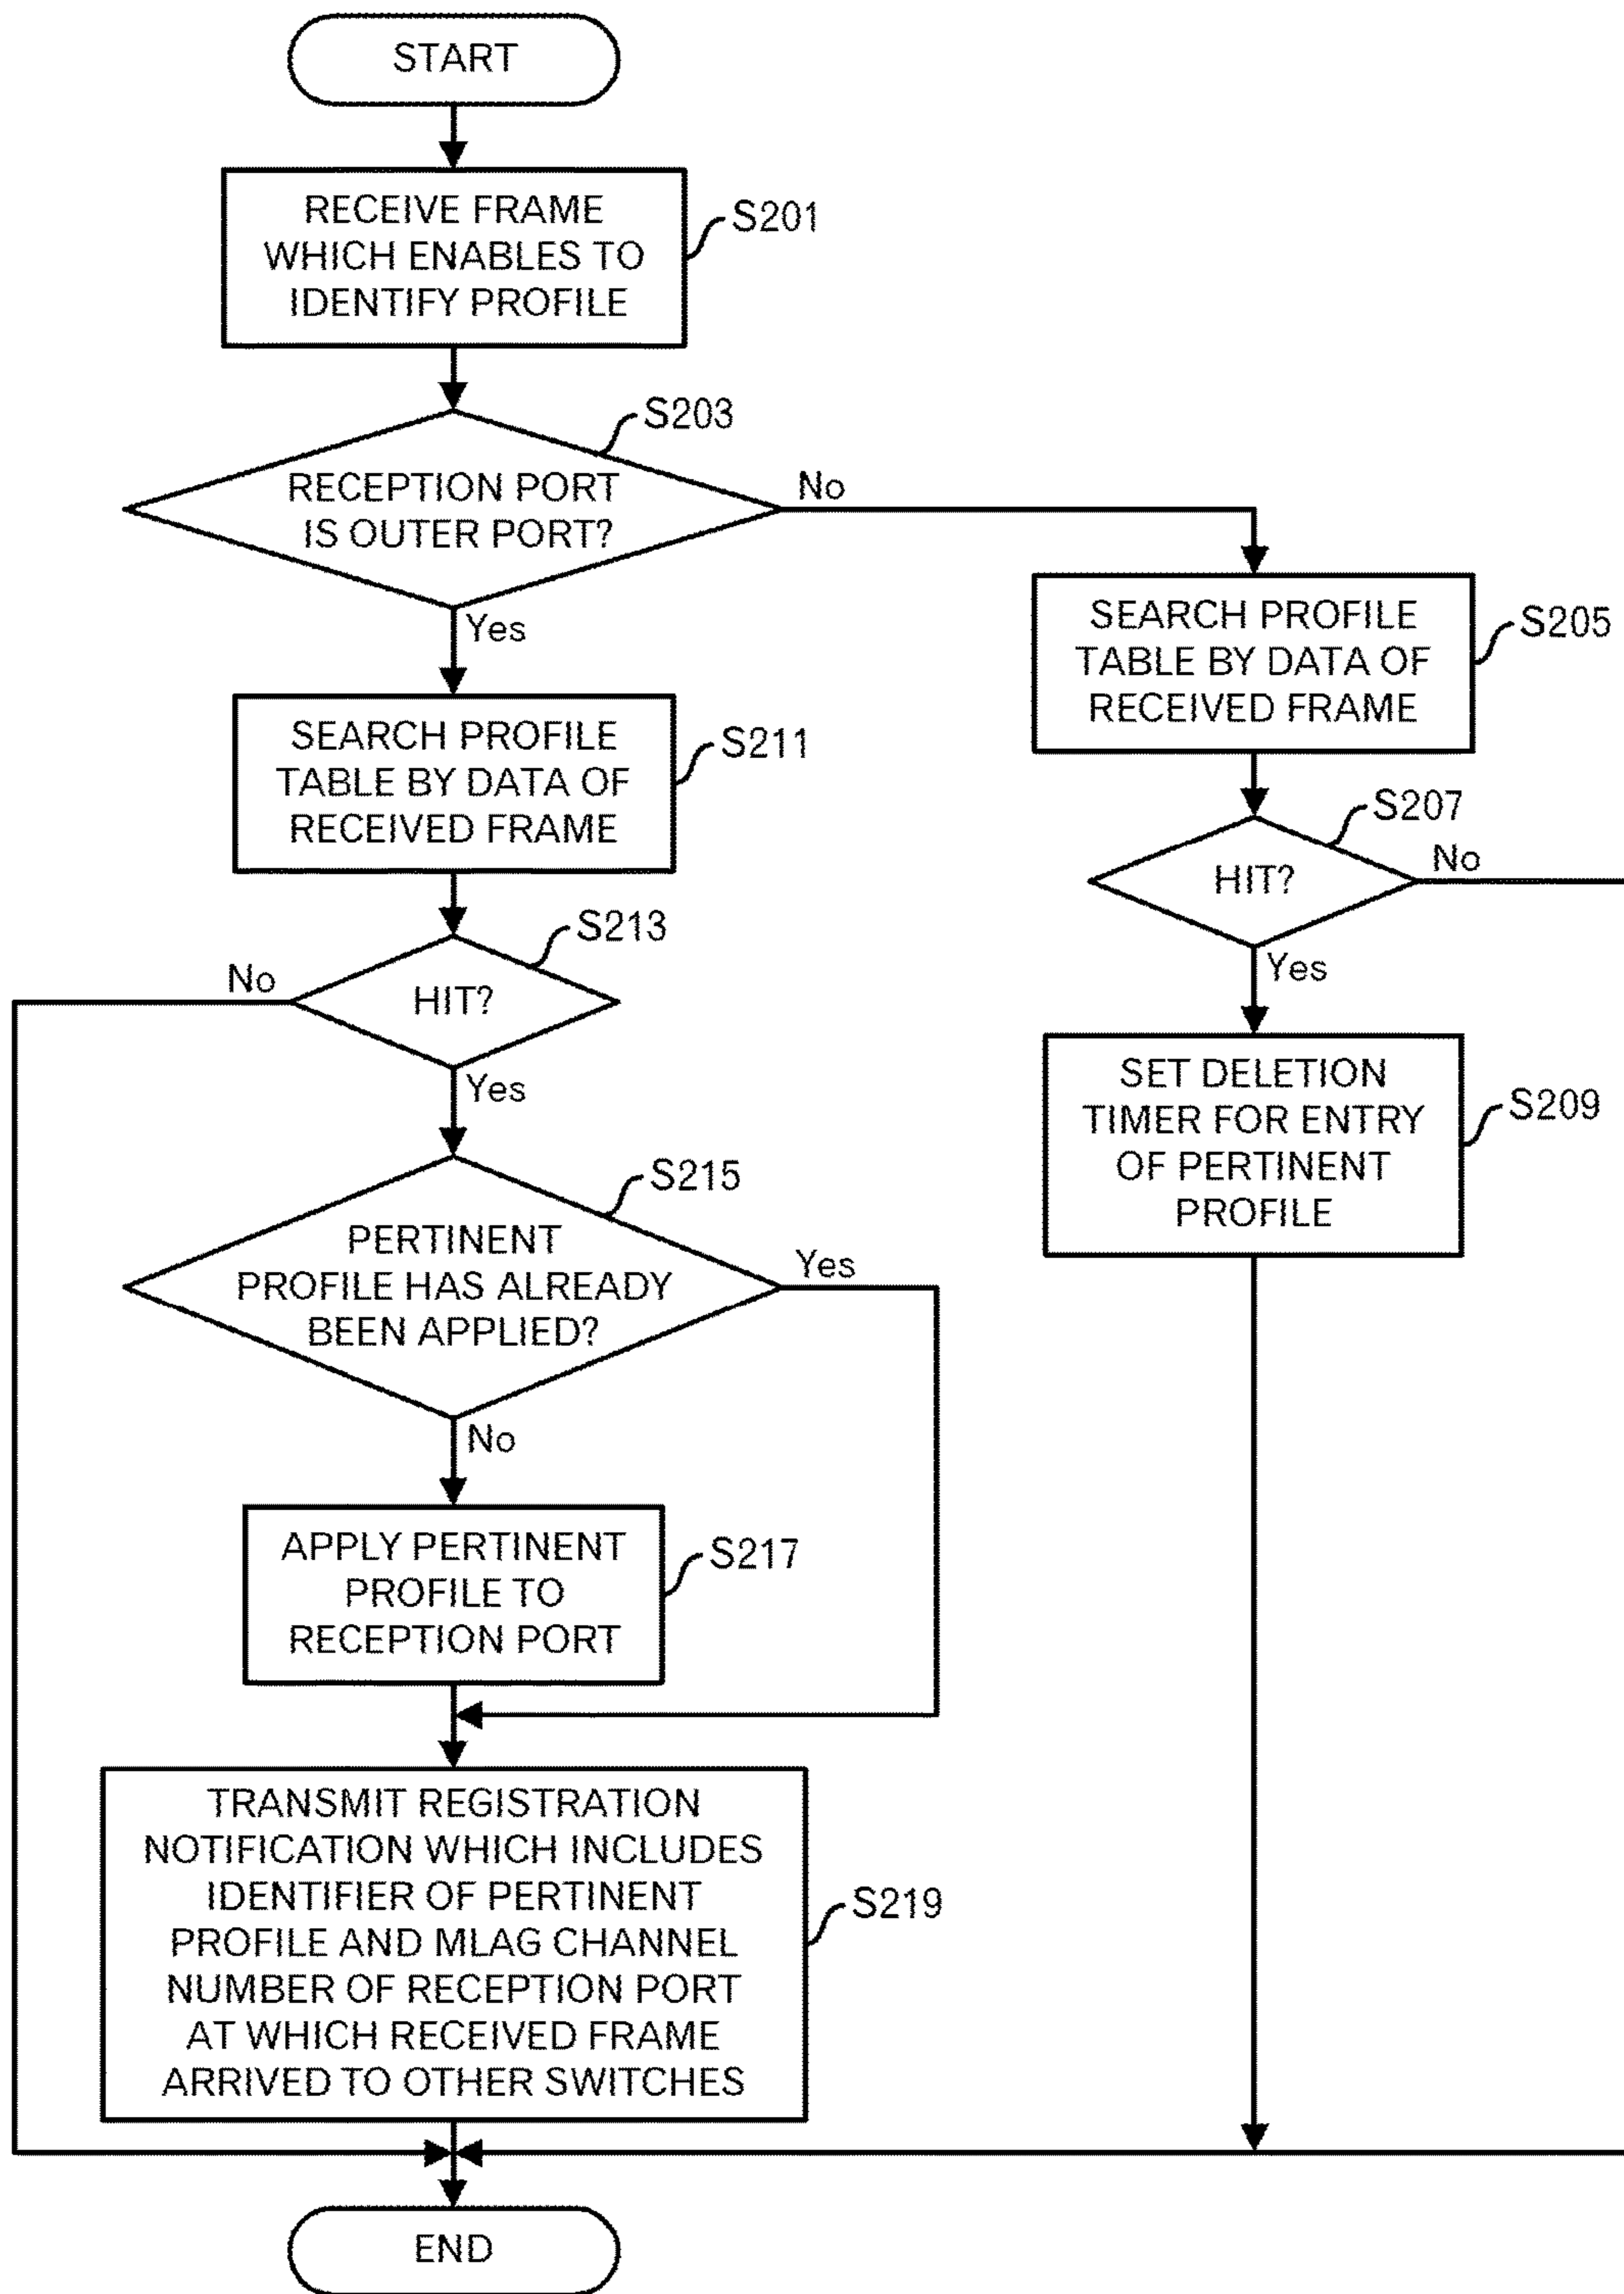 START
RECEIVE FRAME
WHICH ENABLES TO
IDENTIFY PROFILE
S201
S203
RECEPTION PORT
IS OUTER PORT?
No
Yes
SEARCH PROFILE
TABLE BY DATA OF
RECEIVED FRAME
S205
S207
HIT?
No
Yes
SET DELETION
TIMER FOR ENTRY
OF PERTINENT
PROFILE
S209
SEARCH PROFILE
TABLE BY DATA OF
RECEIVED FRAME
S211
S213
No
HIT?
Yes
S215
PERTINENT
PROFILE HAS ALREADY
BEEN APPLIED?
Yes
No
APPLY PERTINENT
PROFILE TO
RECEPTION PORT
S217
TRANSMIT REGISTRATION
NOTIFICATION WHICH INCLUDES
IDENTIFIER OF PERTINENT
PROFILE AND MLAG CHANNEL
NUMBER OF RECEPTION PORT
AT WHICH RECEIVED FRAME
ARRIVED TO OTHER SWITCHES
S219
END